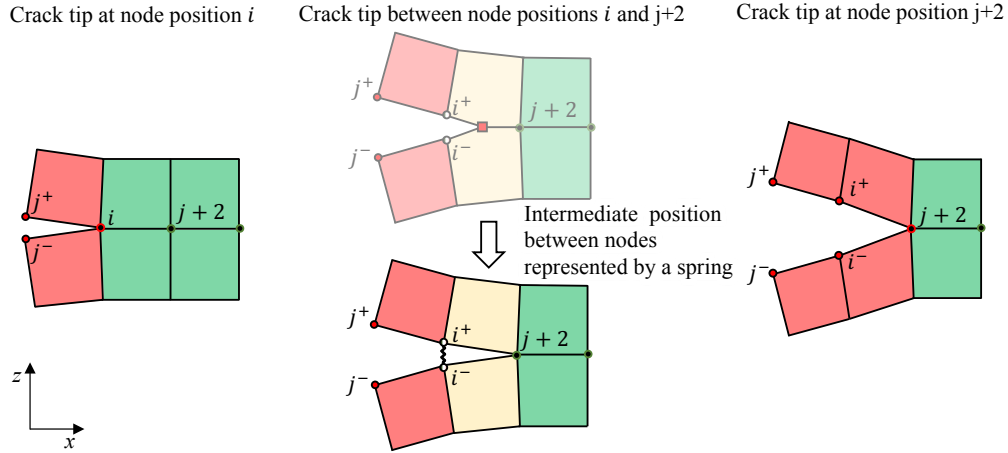 Crack tip at node position i
Crack tip between node positions i and j+2
Crack tip at node position j+2
j⁺
j⁻
i
j + 2
j⁺
i⁺
j + 2
i⁻
j⁻
Intermediate position
between nodes
represented by a spring
j⁺
i⁺
j + 2
i⁻
j⁻
j⁺
i⁺
j + 2
i⁻
j⁻
z
x